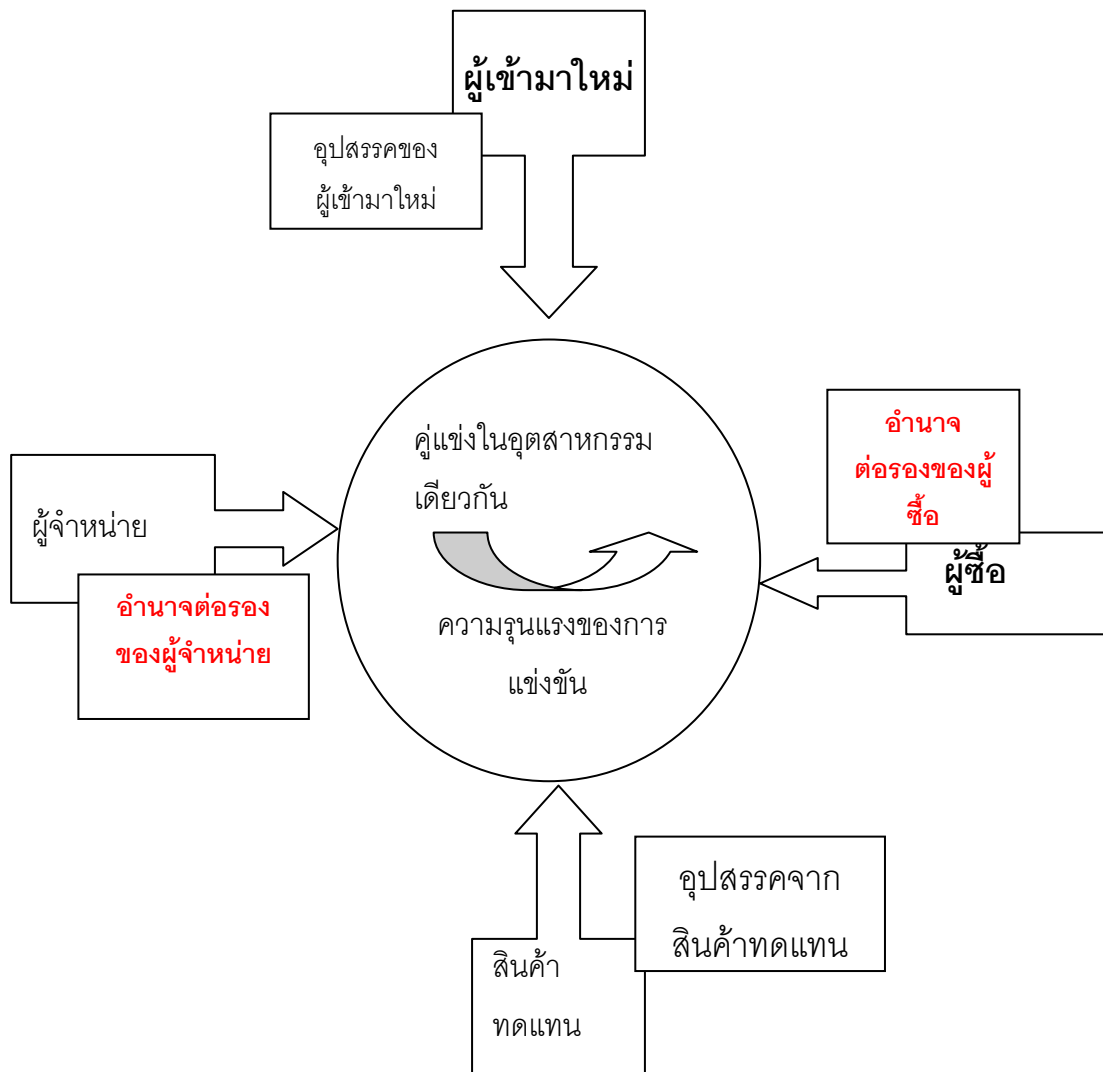 ผู้เข้ามาใหม่
อุปสรรคของ
ผู้เข้ามาใหม่
คู่แข่งในอุตสาหกรรม
เดียวกัน
ความรุนแรงของการ
แข่งขัน
ผู้จำหน่าย
อำนาจต่อรอง
ของผู้จำหน่าย
อำนาจ
ต่อรองของผู้
ซื้อ
ผู้ซื้อ
อุปสรรคจาก
สินค้าทดแทน
สินค้า
ทดแทน